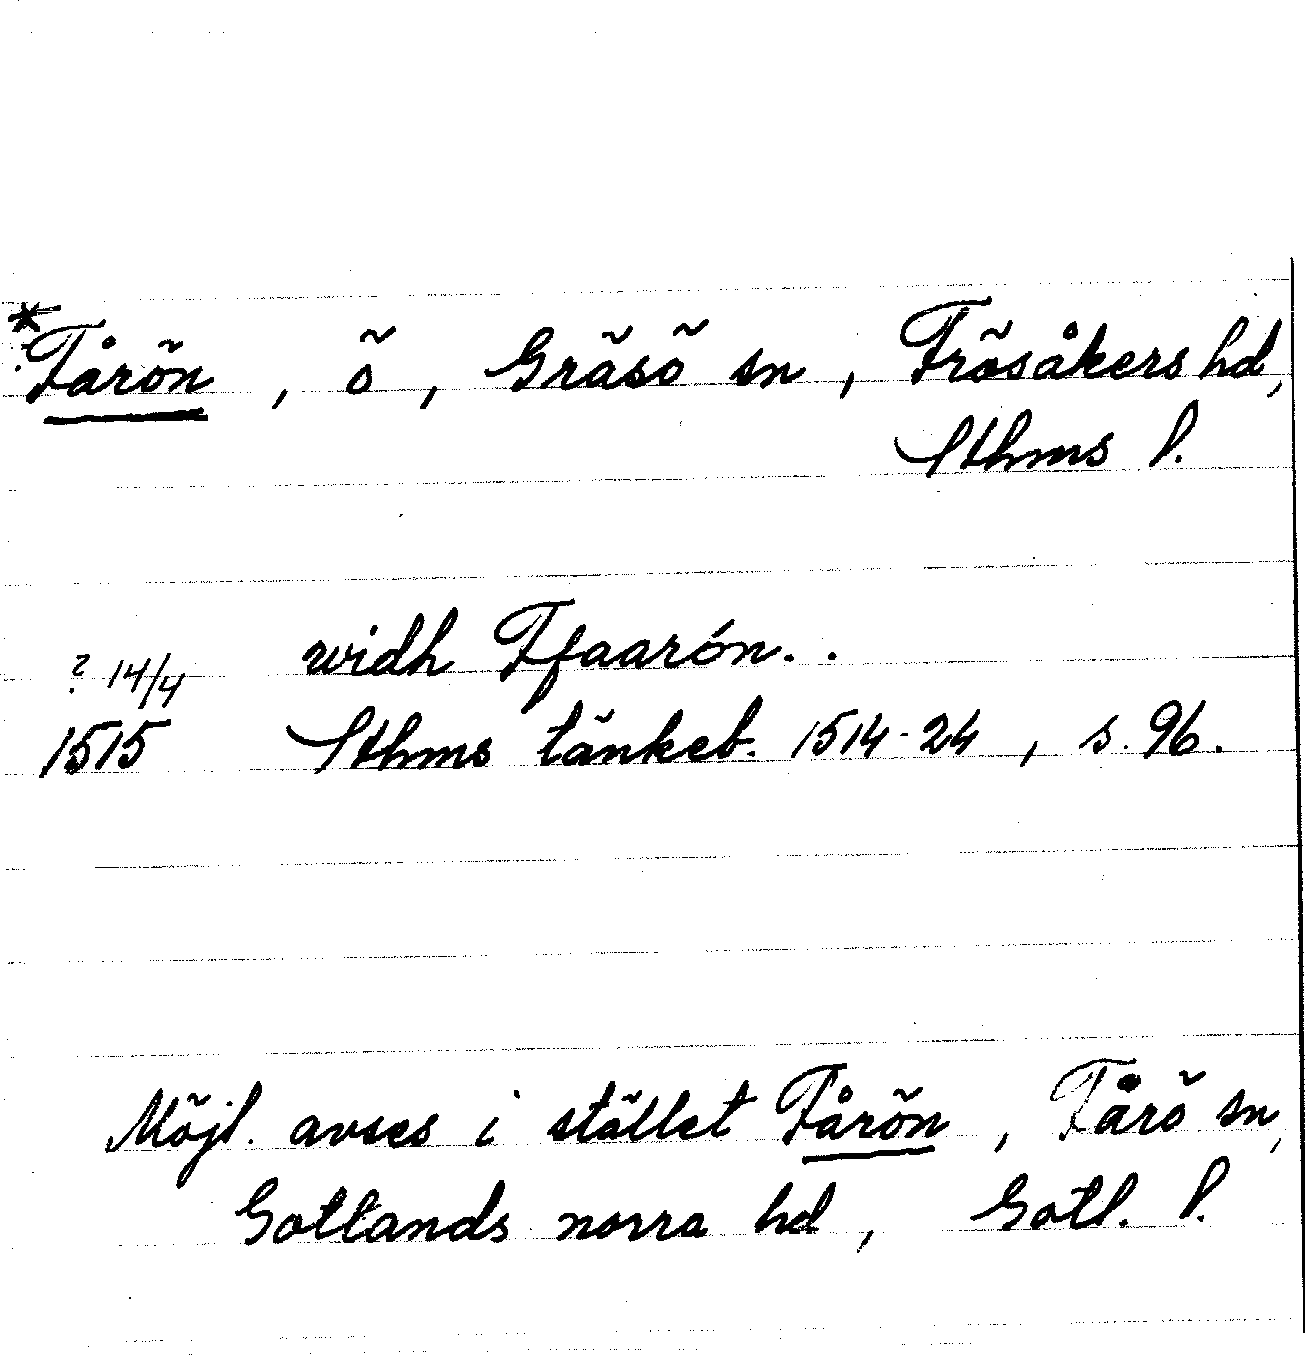 *Fårön, ö, Gräsö sn, Frösåkers hd,
Sthms l.
? 14/4 widh Ffaarón..
1515 Sthms tänkeb. 1514-24, s. 96.
Möjl. avses i stället Fårön, Fårö sn,
Gotlands norra hd, Gotl. l.